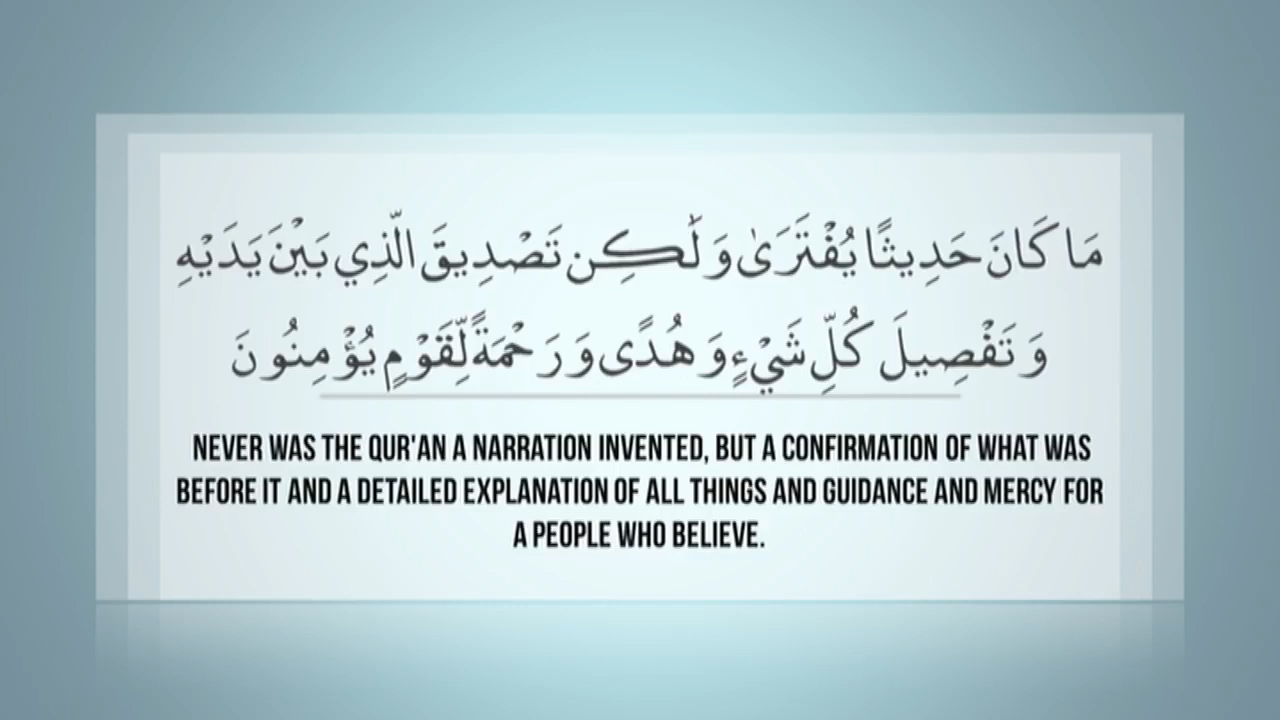 مَا كَانَ حَدِيثًا يُفْتَرَىٰ وَلَٰكِن تَصْدِيقَ الَّذِي بَيْنَ يَدَيْهِ
وَتَفْصِيلَ كُلِّ شَيْءٍ وَهُدًى وَرَحْمَةً لِّقَوْمٍ يُؤْمِنُونَ
NEVER WAS THE QUR'AN A NARRATION INVENTED, BUT A CONFIRMATION OF WHAT WAS
BEFORE IT AND A DETAILED EXPLANATION OF ALL THINGS AND GUIDANCE AND MERCY FOR
A PEOPLE WHO BELIEVE.